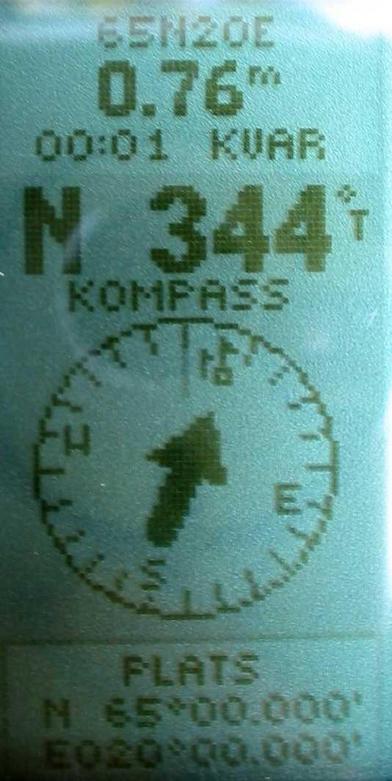 65N20E
0.76m
00:01 KVAR
N 344°T
KOMPASS
N
W
E
S
PLATS
N 65°00.000'
E020°00.000'